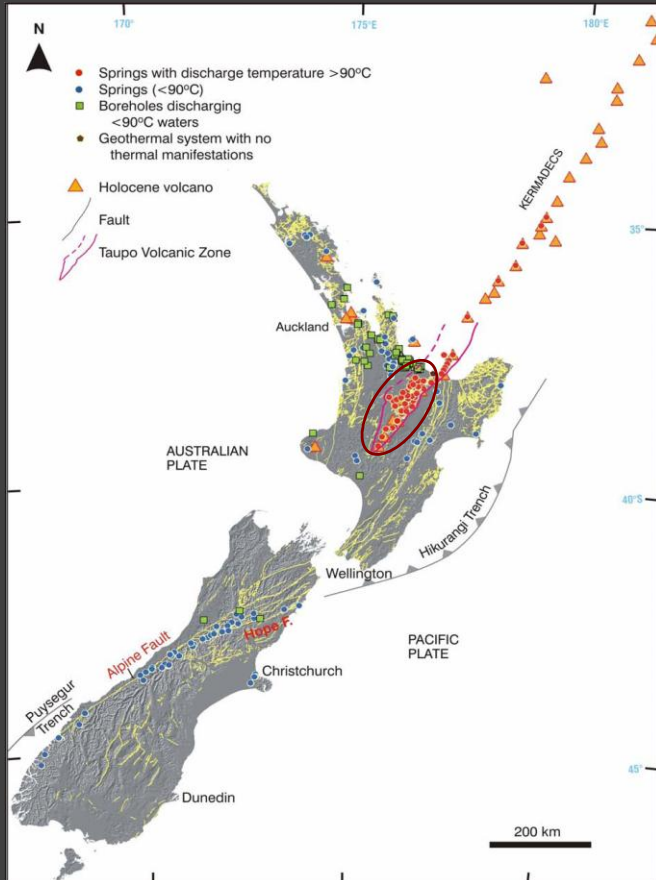 170°E
175°E
180°E
N
Springs with discharge temperature >90°C
Springs (<90°C)
Boreholes discharging
<90°C waters
Geothermal system with no
thermal manifestations
Holocene volcano
Fault
Taupo Volcanic Zone
KERMADECS
35°
Auckland
AUSTRALIAN
PLATE
40°S
Hikurangi Trench
Wellington
Hope F.
PACIFIC
PLATE
Alpine Fault
Christchurch
Puysegur
Trench
45°
Dunedin
200 km